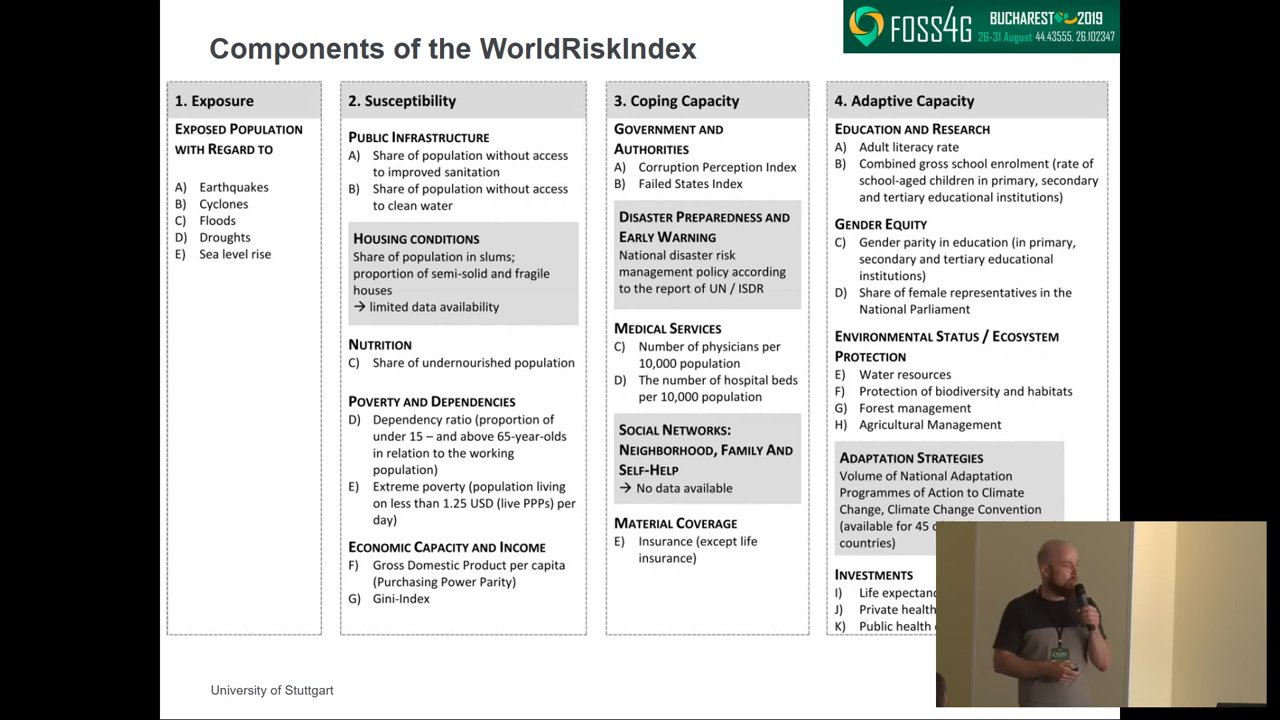 Components of the WorldRiskIndex
FOSS4G
BUCHAREST 2019
26-31 August 44.43555, 26.102347
1. Exposure
EXPOSED POPULATION
WITH REGARD TO
A) Earthquakes
B) Cyclones
C) Floods
D) Droughts
E) Sea level rise
2. Susceptibility
PUBLIC INFRASTRUCTURE
A) Share of population without access
to improved sanitation
B) Share of population without access
to clean water
HOUSING CONDITIONS
Share of population in slums;
proportion of semi-solid and fragile
houses
→ limited data availability
NUTRITION
C) Share of undernourished population
POVERTY AND DEPENDENCIES
D) Dependency ratio (proportion of
under 15 – and above 65-year-olds
in relation to the working
population)
E) Extreme poverty (population living
on less than 1.25 USD (live PPPs) per
day)
ECONOMIC CAPACITY AND INCOME
F) Gross Domestic Product per capita
(Purchasing Power Parity)
G) Gini-Index
3. Coping Capacity
GOVERNMENT AND
AUTHORITIES
A) Corruption Perception Index
B) Failed States Index
DISASTER PREPAREDNESS AND
EARLY WARNING
National disaster risk
management policy according
to the report of UN / ISDR
MEDICAL SERVICES
C) Number of physicians per
10,000 population
D) The number of hospital beds
per 10,000 population
SOCIAL NETWORKS:
NEIGHBORHOOD, FAMILY AND
SELF-HELP
→ No data available
MATERIAL COVERAGE
E) Insurance (except life
insurance)
4. Adaptive Capacity
EDUCATION AND RESEARCH
A) Adult literacy rate
B) Combined gross school enrolment (rate of
school-aged children in primary, secondary
and tertiary educational institutions)
GENDER EQUITY
C) Gender parity in education (in primary,
secondary and tertiary educational
institutions)
D) Share of female representatives in the
National Parliament
ENVIRONMENTAL STATUS / ECOSYSTEM
PROTECTION
E) Water resources
F) Protection of biodiversity and habitats
G) Forest management
H) Agricultural Management
ADAPTATION STRATEGIES
Volume of National Adaptation
Programmes of Action to Climate
Change, Climate Change Convention
(available for 45
countries)
INVESTMENTS
I) Life
J) Private health
K) Public health
University of Stuttgart